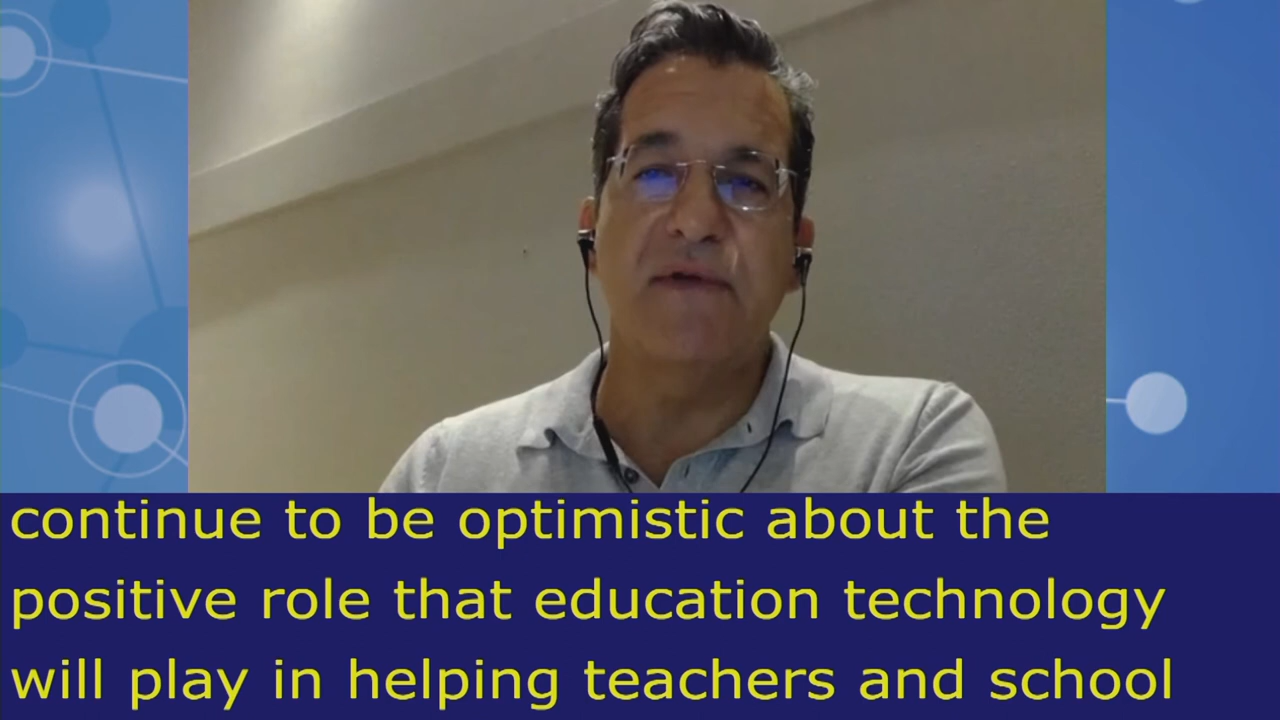 continue to be optimistic about the
positive role that education technology
will play in helping teachers and school